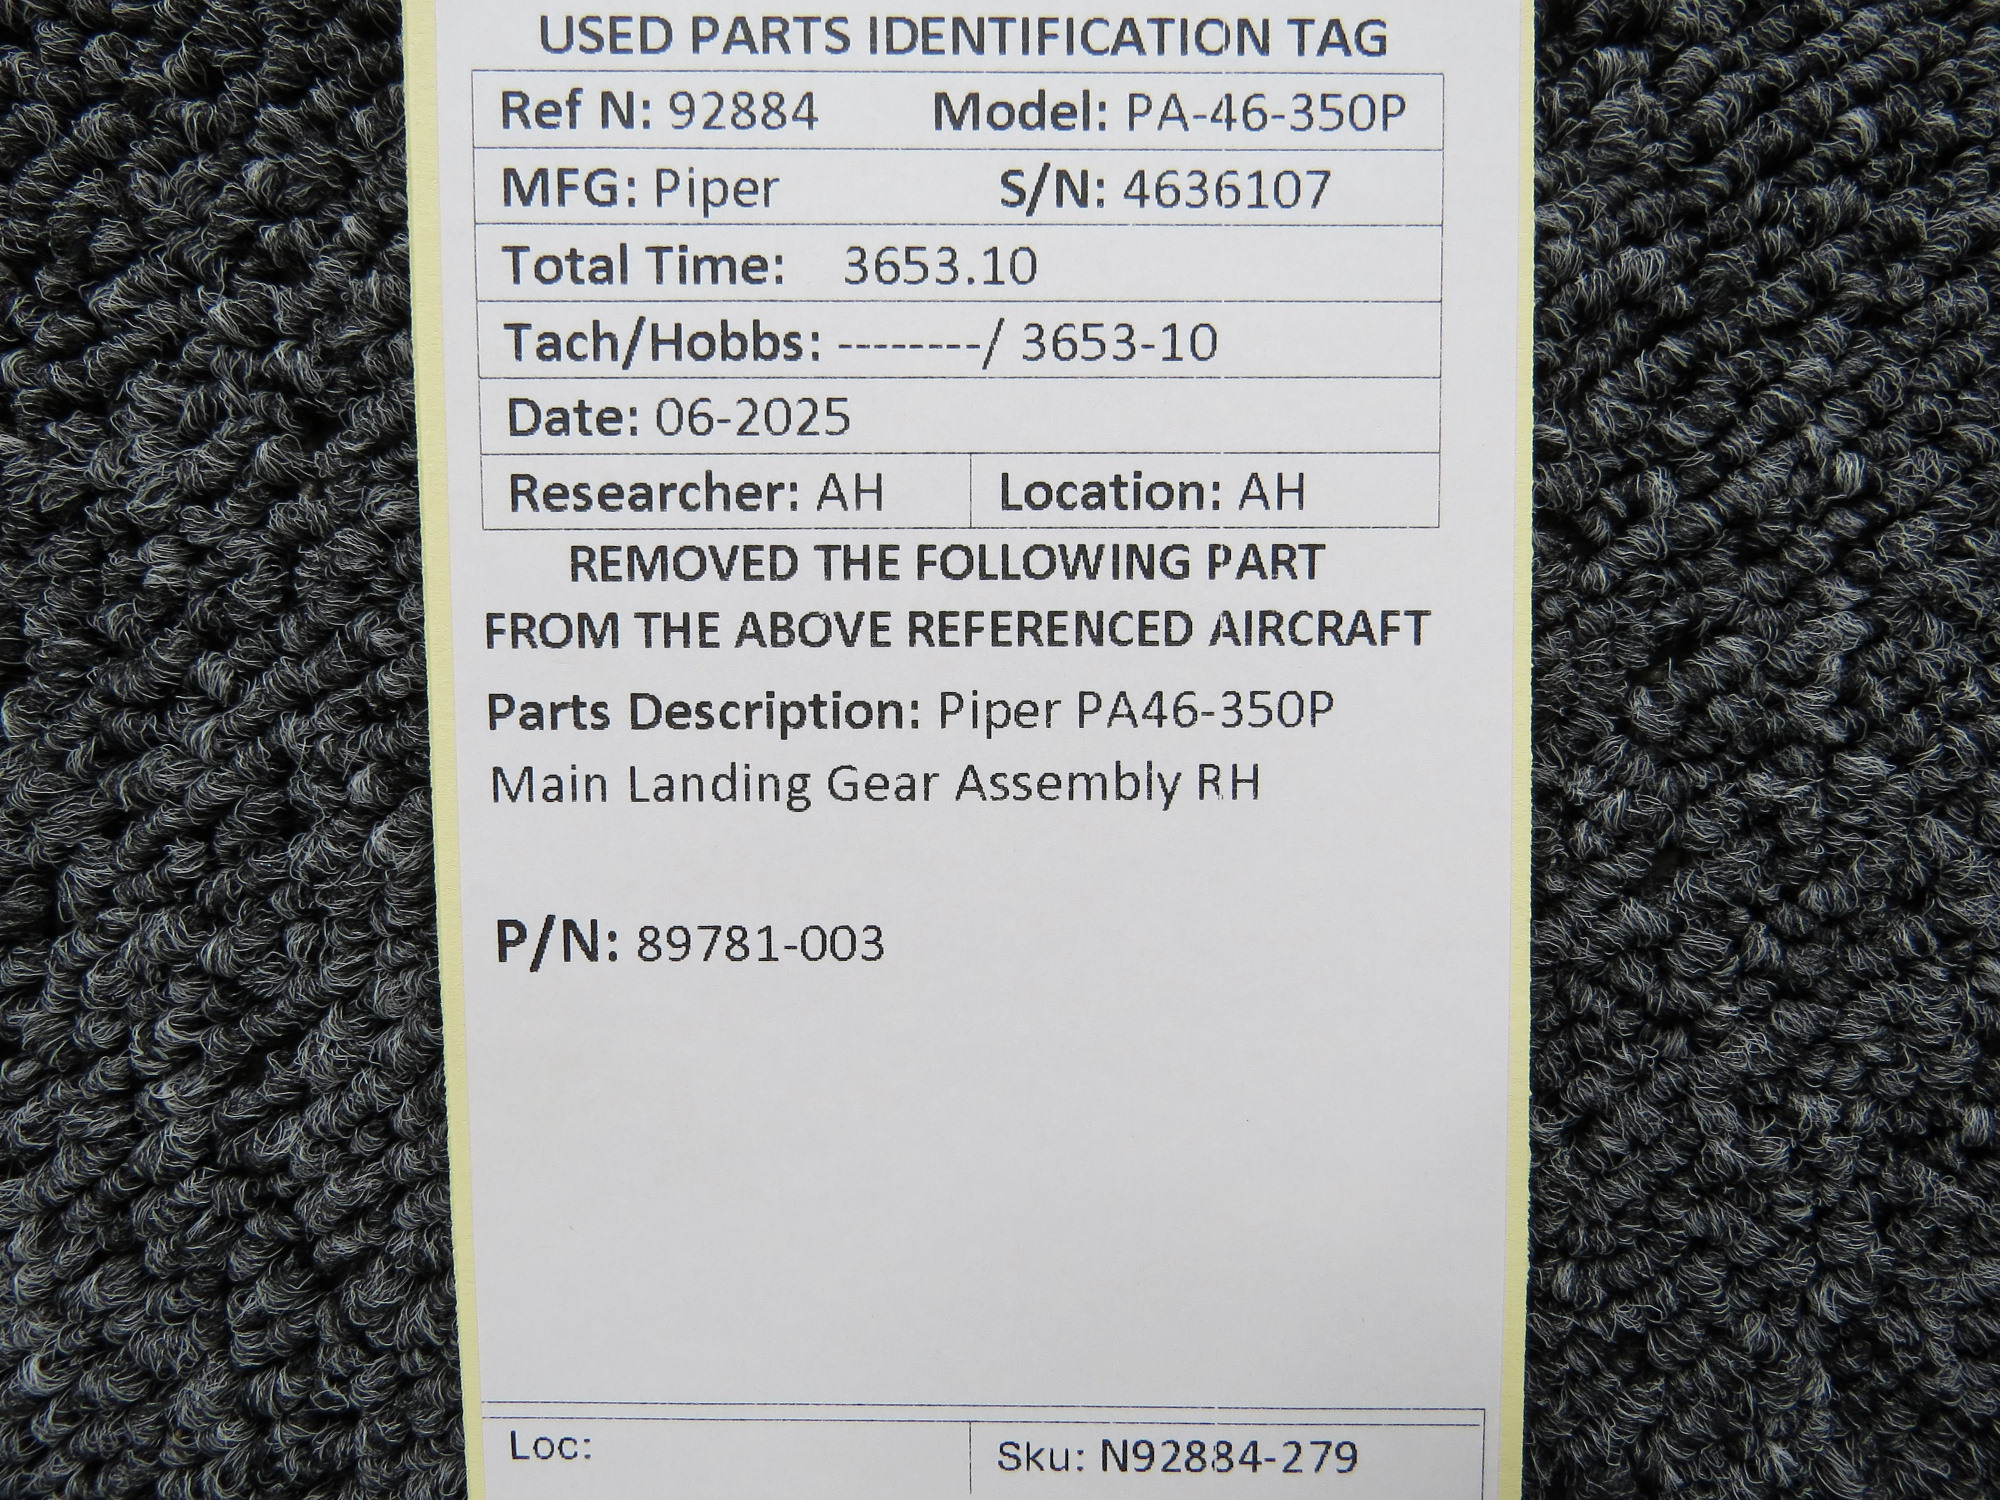 USED PARTS IDENTIFICATION TAG
Ref N: 92884 Model: PA-46-350P
MFG: Piper S/N: 4636107
Total Time: 3653.10
Tach/Hobbs: --------/ 3653-10
Date: 06-2025
Researcher: AH Location: AH
REMOVED THE FOLLOWING PART
FROM THE ABOVE REFERENCED AIRCRAFT
Parts Description: Piper PA46-350P
Main Landing Gear Assembly RH
P/N: 89781-003
Loc: Sku: N92884-279